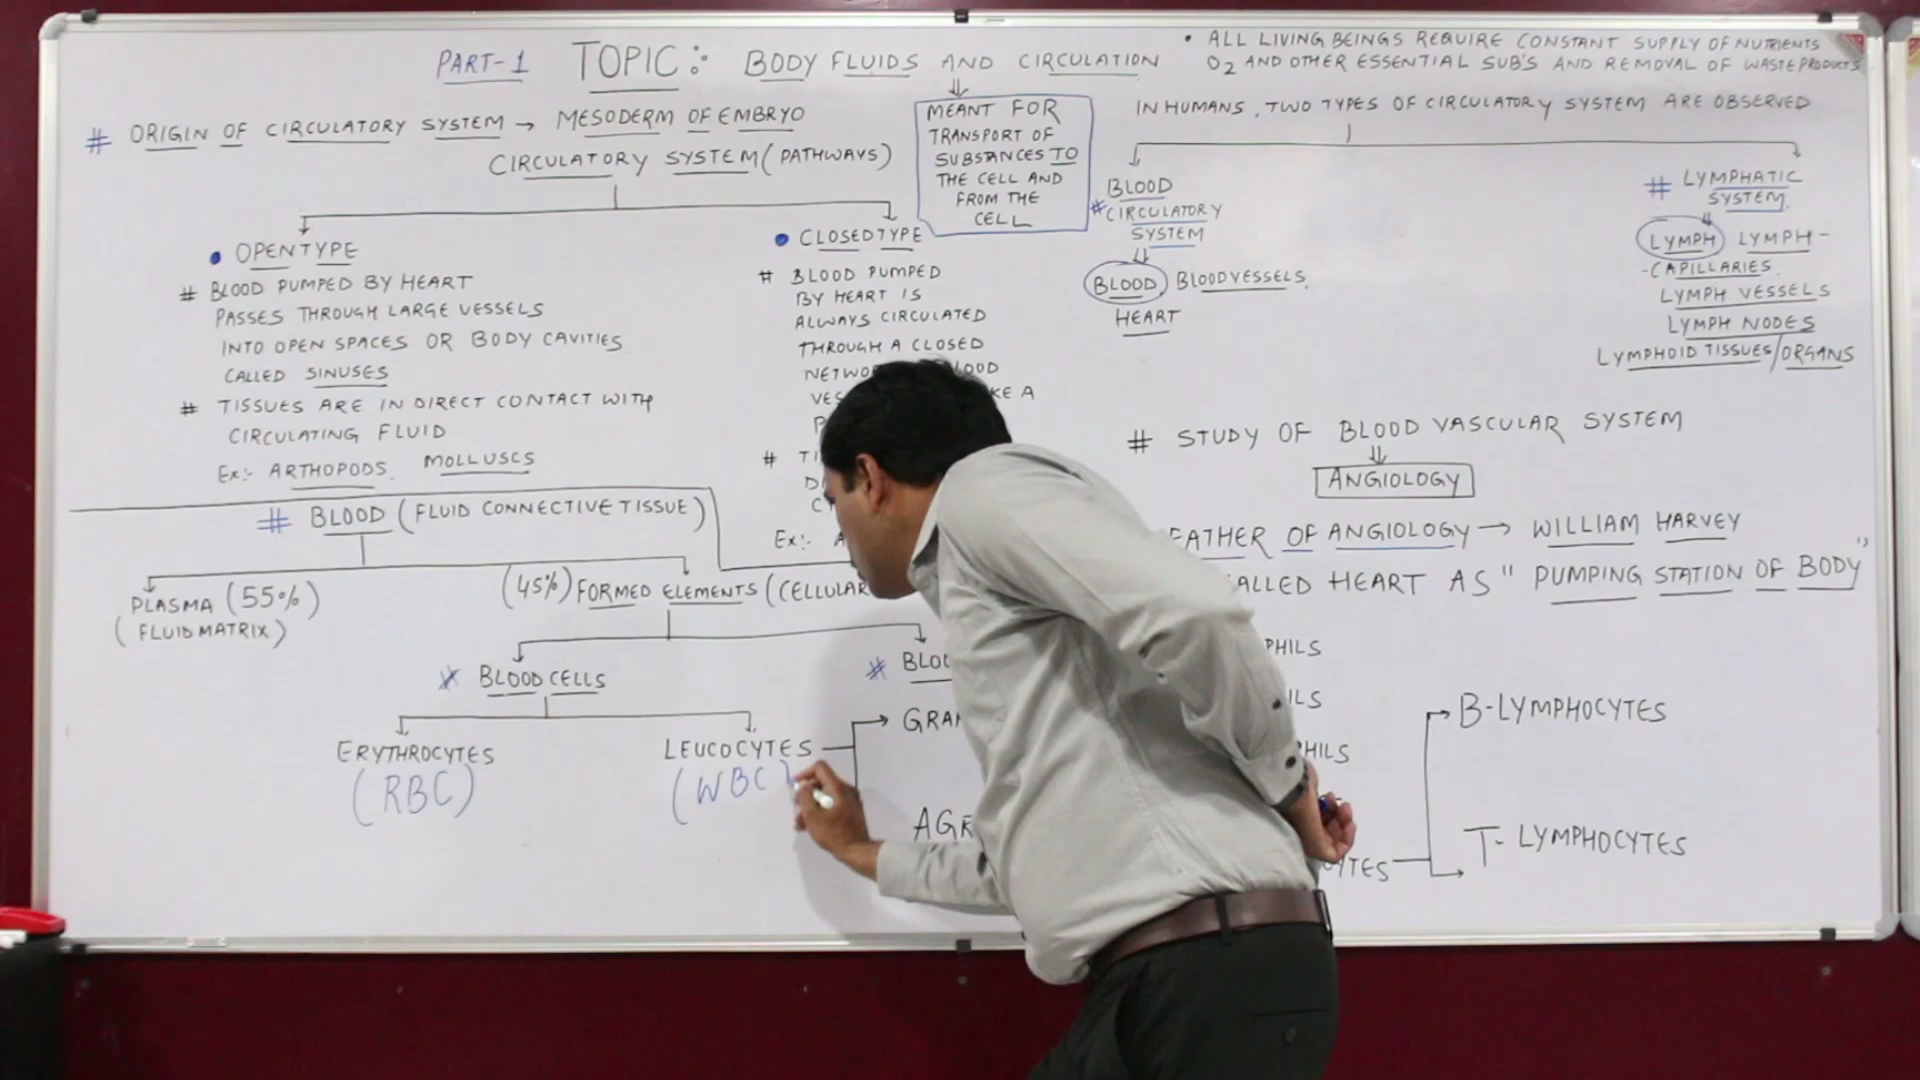 PART-1 TOPIC:- BODY FLUIDS AND CIRCULATION
• ALL LIVING BEINGS REQUIRE CONSTANT SUPPLY OF NUTRIENTS
O2 AND OTHER ESSENTIAL SUB'S AND REMOVAL OF WASTE PRODUCTS
# ORIGIN OF CIRCULATORY SYSTEM → MESODERM OF EMBRYO
CIRCULATORY SYSTEM (PATHWAYS)
MEANT FOR
TRANSPORT OF
SUBSTANCES TO
THE CELL AND
FROM THE
CELL
• OPEN TYPE
# BLOOD PUMPED BY HEART
PASSES THROUGH LARGE VESSELS
INTO OPEN SPACES OR BODY CAVITIES
CALLED SINUSES
# TISSUES ARE IN DIRECT CONTACT WITH
CIRCULATING FLUID
Ex:- ARTHOPODS. MOLLUSCS
• CLOSED TYPE
# BLOOD PUMPED
BY HEART IS
ALWAYS CIRCULATED
THROUGH A CLOSED
Ex:-
IN HUMANS, TWO TYPES OF CIRCULATORY SYSTEM ARE OBSERVED
BLOOD
# CIRCULATORY
SYSTEM
BLOOD BLOOD VESSELS.
HEART
# LYMPHATIC
SYSTEM.
LYMPH LYMPH-
-CAPILLARIES.
LYMPH VESSELS
LYMPH NODES
LYMPHOID TISSUES/ORGANS
# STUDY OF BLOOD VASCULAR SYSTEM
ANGIOLOGY
FATHER OF ANGIOLOGY → WILLIAM HARVEY
HEART AS "PUMPING STATION OF BODY"
# BLOOD (FLUID CONNECTIVE TISSUE)
PLASMA (55%)
(FLUID MATRIX)
(45%) FORMED ELEMENTS (CELLULAR
* BLOOD CELLS
#
ERYTHROCYTES
(RBC)
LEUCOCYTES
(WBC)
B-LYMPHOCYTES
T-LYMPHOCYTES